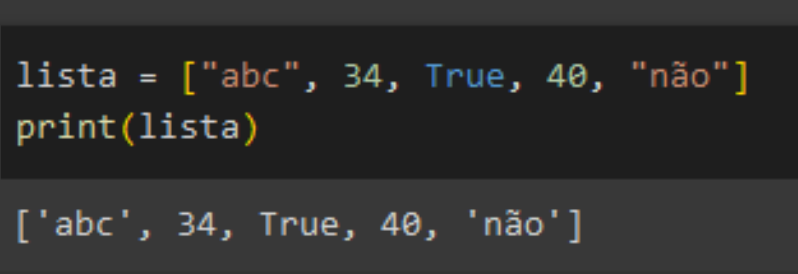 lista = ["abc", 34, True, 40, "não"]
print(lista)
['abc', 34, True, 40, 'não']